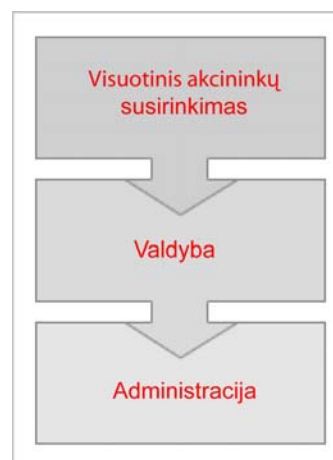 Visuotinis akcininkų
susirinkimas
Valdyba
Administracija